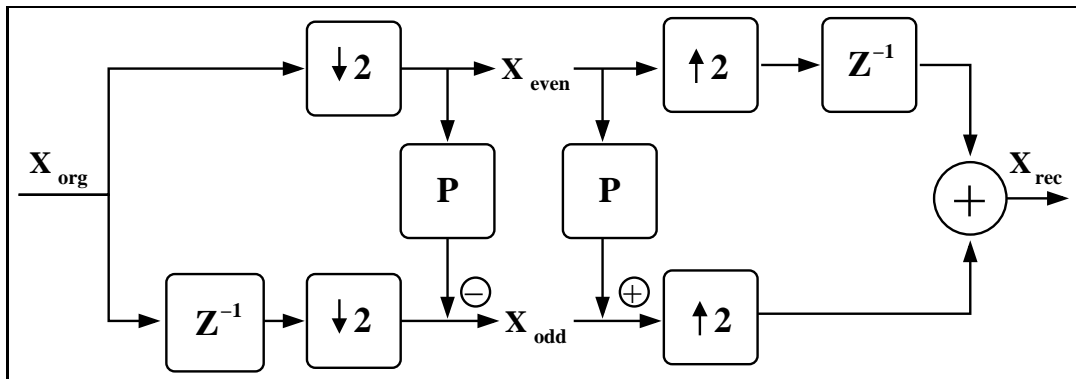 ↓2
X even
↑2
Z⁻¹
X org
P
P
+
X rec
Z⁻¹
↓2
−
X odd
+
↑2